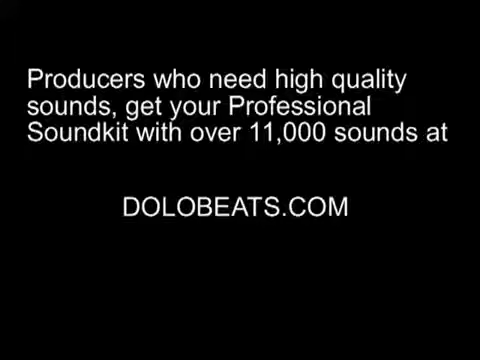 Producers who need high quality
sounds, get your Professional
Soundkit with over 11,000 sounds at
DOLOBEATS.COM